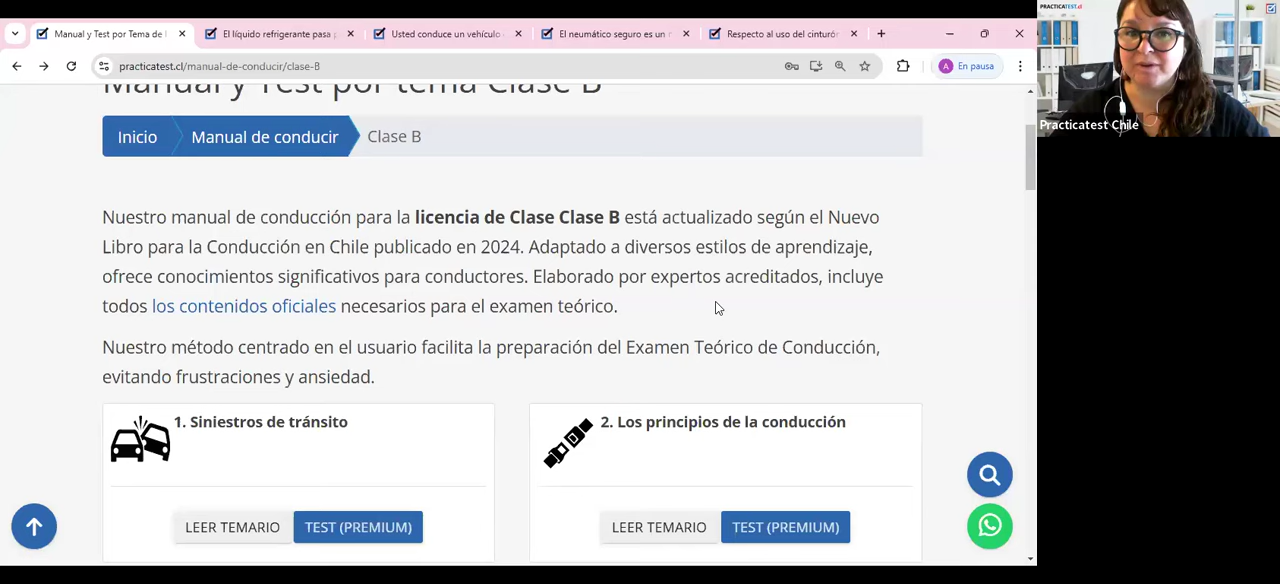 Manual y Test por Tema de
El líquido refrigerante pasa
Usted conduce un vehículo
El neumático seguro es un
Respecto al uso del cinturón
practicatest.cl/manual-de-conducir/clase-B
A En pausa
PRACTICATEST.cl
Practicatest Chile
Manual y Test por tema Clase B
Inicio Manual de conducir Clase B
Nuestro manual de conducción para la licencia de Clase Clase B está actualizado según el Nuevo
Libro para la Conducción en Chile publicado en 2024. Adaptado a diversos estilos de aprendizaje,
ofrece conocimientos significativos para conductores. Elaborado por expertos acreditados, incluye
todos los contenidos oficiales necesarios para el examen teórico.
Nuestro método centrado en el usuario facilita la preparación del Examen Teórico de Conducción,
evitando frustraciones y ansiedad.
1. Siniestros de tránsito
LEER TEMARIO TEST (PREMIUM)
2. Los principios de la conducción
LEER TEMARIO TEST (PREMIUM)